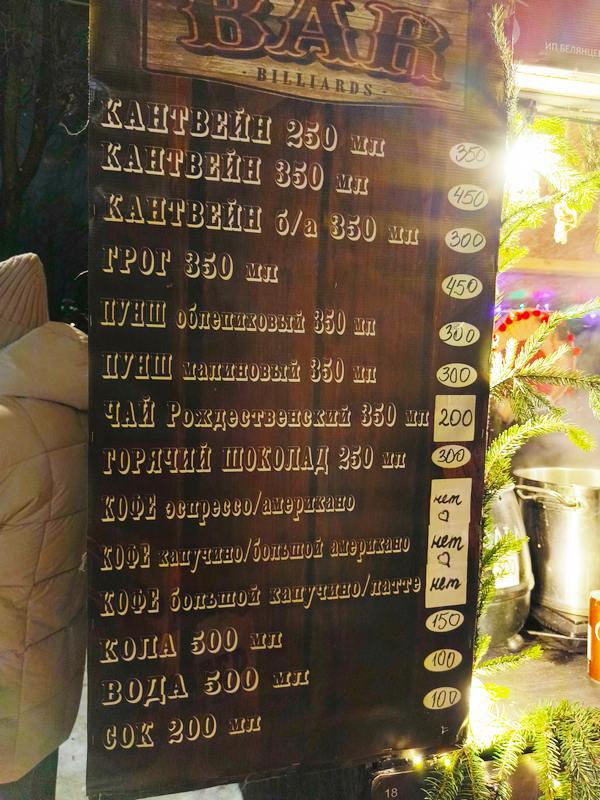 BAR
· BILLIARDS ·
ИП БЕЛЯНЦЕВ
КАНТВЕЙН 250 мл 350
КАНТВЕЙН 350 мл 450
КАНТВЕЙН б/а 350 мл 300
ГРОГ 350 мл 450
ПУНШ облепиховый 350 мл 300
ПУНШ малиновый 350 мл 300
ЧАЙ Рождественский 350 мл 200
ГОРЯЧИЙ ШОКОЛАД 250 мл 300
КОФЕ эспрессо/американо нет
КОФЕ капучино/большой американо нет
КОФЕ большой капучино/латте нет
КОЛА 500 мл 150
ВОДА 500 мл 100
СОК 200 мл 100
18